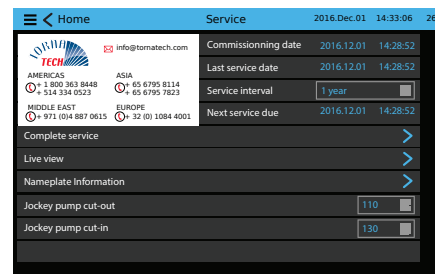 Home Service 2016.Dec.01 14:33:06 26
TORNA TECH
info@tornatech.com
AMERICAS
+ 1 800 363 8448
+ 514 334 0523
ASIA
+ 65 6795 8114
+ 65 6795 7823
MIDDLE EAST
+ 971 (0)4 887 0615
EUROPE
+ 32 (0) 1084 4001
Commissionning date 2016.12.01 14:28:52
Last service date 2016.12.01 14:28:52
Service interval 1 year
Next service due 2016.12.01 14:28:52
Complete service
Live view
Nameplate Information
Jockey pump cut-out 110
Jockey pump cut-in 130